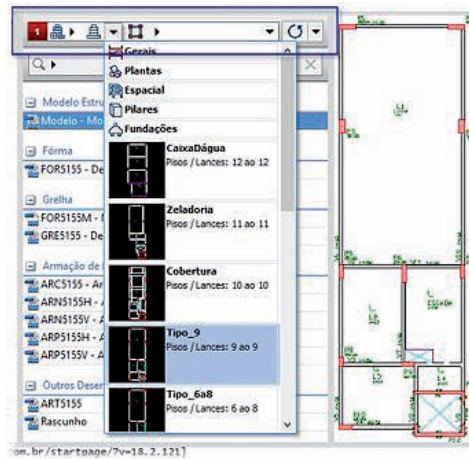 1
Gerais
Plantas
Espacial
Pilares
Fundações
CaixaDágua
Pisos / Lances: 12 ao 12
Zeladoria
Pisos / Lances: 11 ao 11
Cobertura
Pisos / Lances: 10 ao 10
Tipo_9
Pisos / Lances: 9 ao 9
Tipo_6a8
Pisos / Lances: 6 ao 8
Modelo Estru
Modelo - Mo
Fôrma
FOR5155 - De
Grelha
FOR5155M - 
GRE5155 - De
Armação de
ARC5155 - Ar
ARN5155H - A
ARN5155V - A
ARP5155H - A
ARP5155V - A
Outros Desen
ART5155
Rascunho
ESCADA
om.br/startpage/?v=18.2.121]